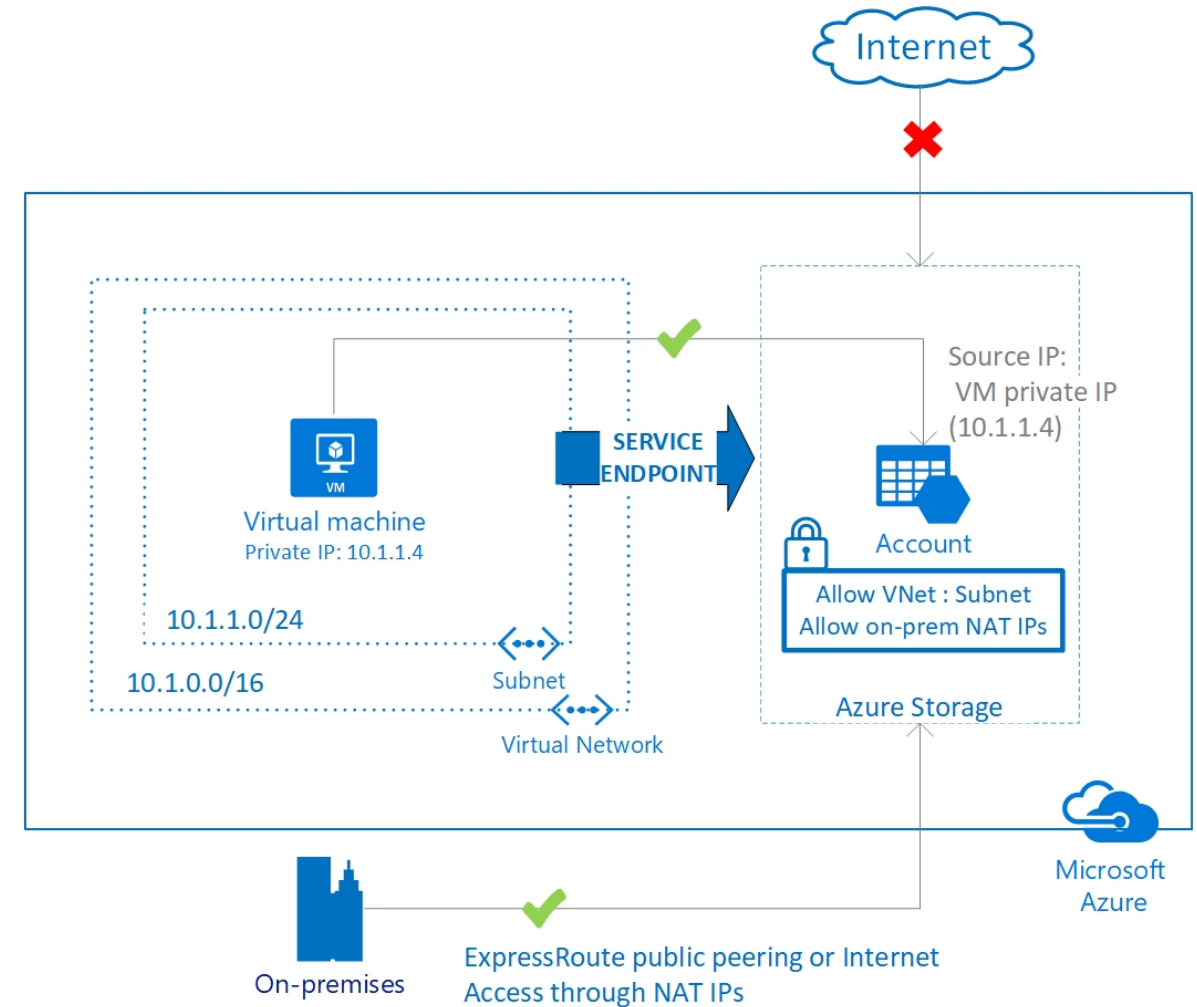 Internet
Source IP:
VM private IP
(10.1.1.4)
SERVICE
ENDPOINT
VM
Virtual machine
Private IP: 10.1.1.4
Account
Allow VNet : Subnet
Allow on-prem NAT IPs
10.1.1.0/24
Subnet
10.1.0.0/16
Azure Storage
Virtual Network
Microsoft
Azure
On-premises
ExpressRoute public peering or Internet
Access through NAT IPs